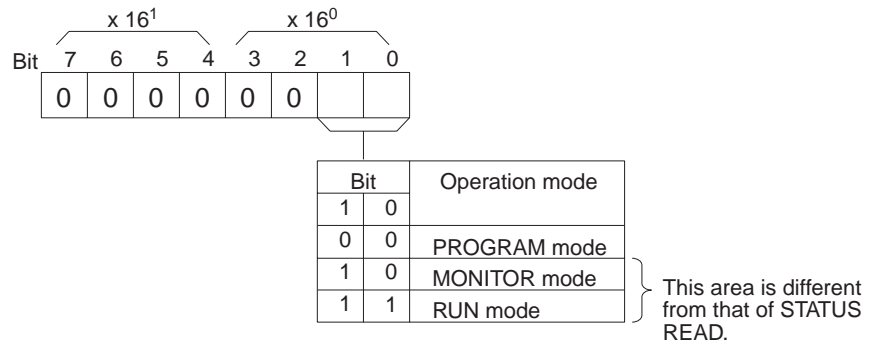 x 16¹ x 16⁰
Bit 7 6 5 4 3 2 1 0
0 0 0 0 0 0
Bit Operation mode
1 0
0 0 PROGRAM mode
1 0 MONITOR mode
1 1 RUN mode
This area is different
from that of STATUS
READ.